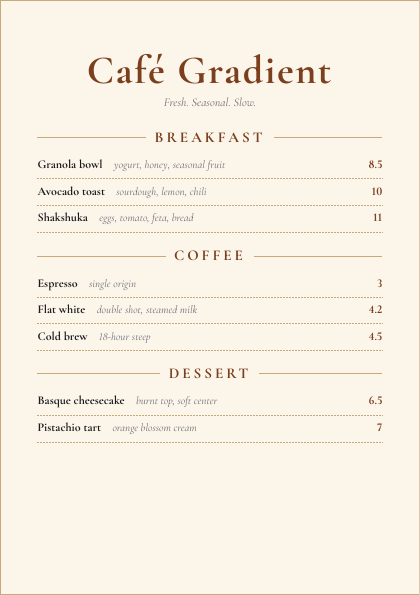 Café Gradient
Fresh. Seasonal. Slow.
BREAKFAST
Granola bowl yogurt, honey, seasonal fruit 8.5
Avocado toast sourdough, lemon, chili 10
Shakshuka eggs, tomato, feta, bread 11
COFFEE
Espresso single origin 3
Flat white double shot, steamed milk 4.2
Cold brew 18-hour steep 4.5
DESSERT
Basque cheesecake burnt top, soft center 6.5
Pistachio tart orange blossom cream 7